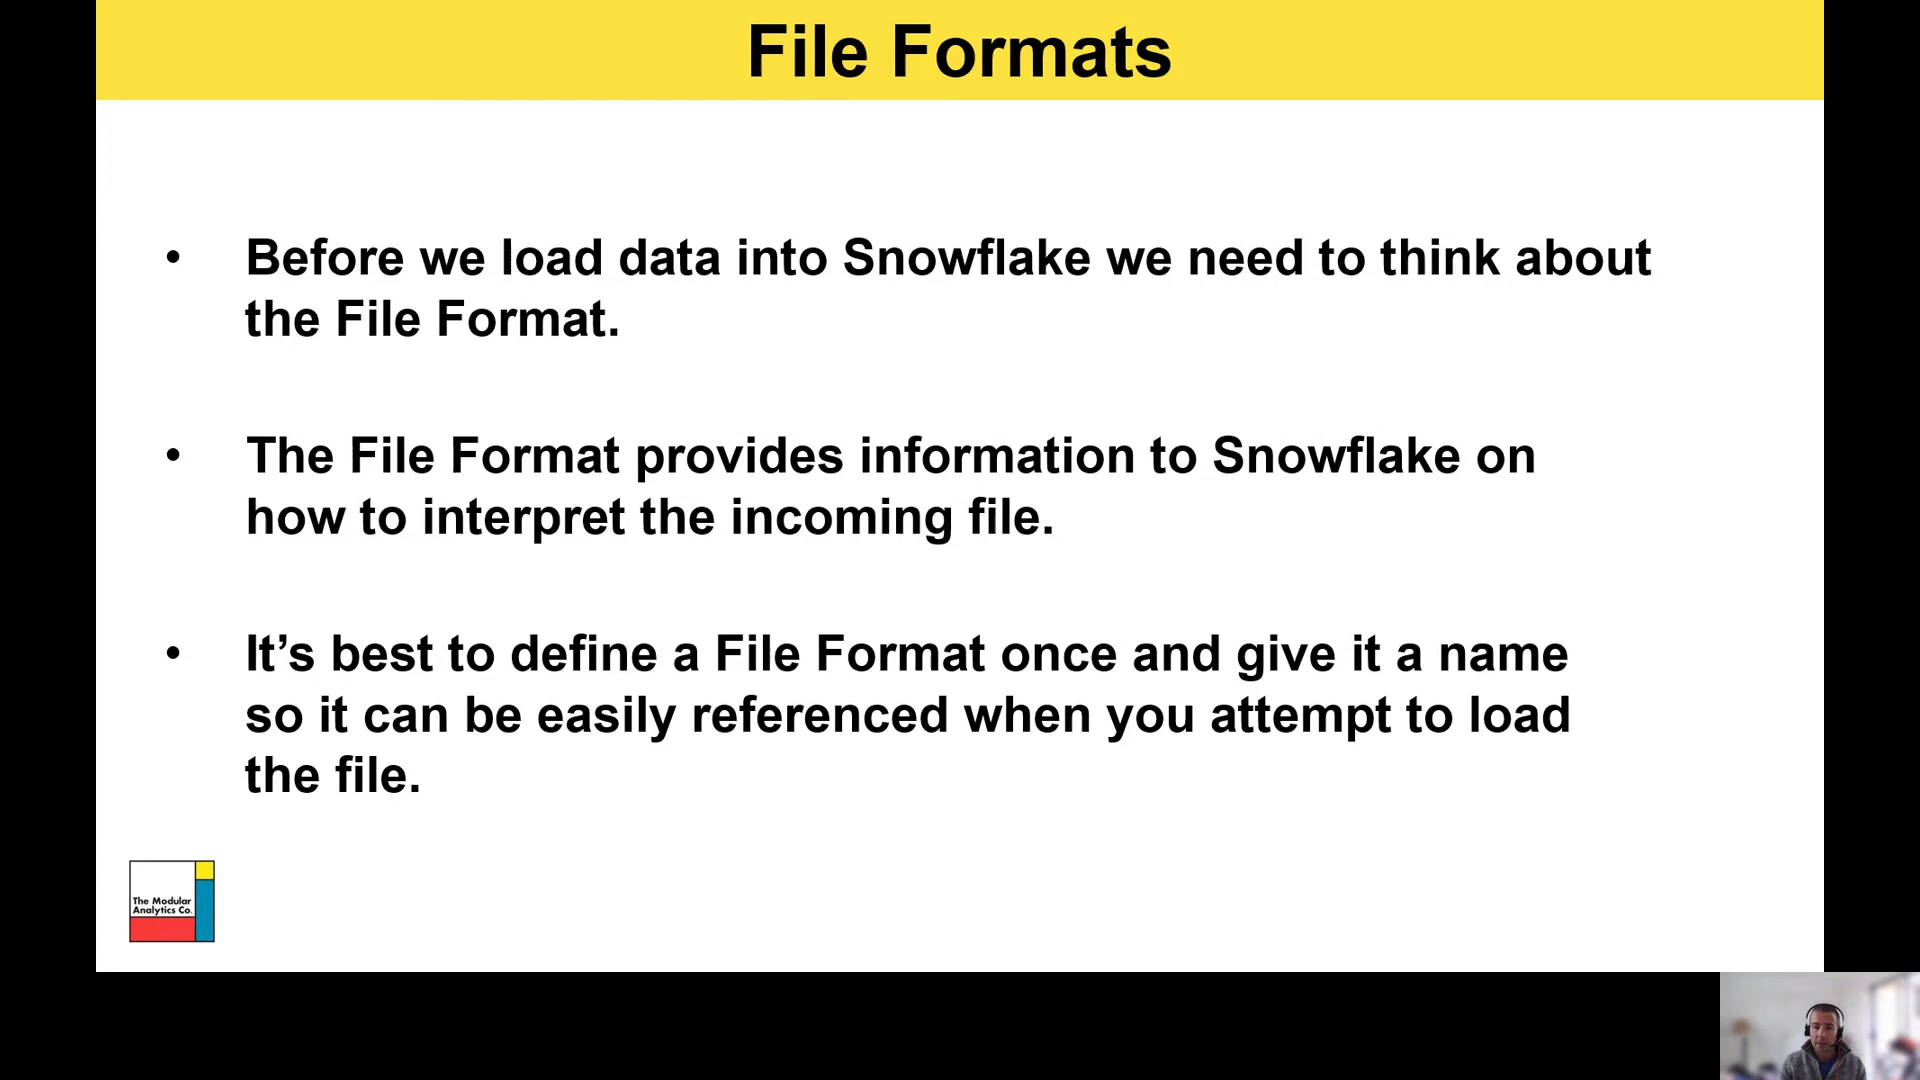 File Formats
• Before we load data into Snowflake we need to think about
the File Format.
• The File Format provides information to Snowflake on
how to interpret the incoming file.
• It’s best to define a File Format once and give it a name
so it can be easily referenced when you attempt to load
the file.
The Modular
Analytics Co.